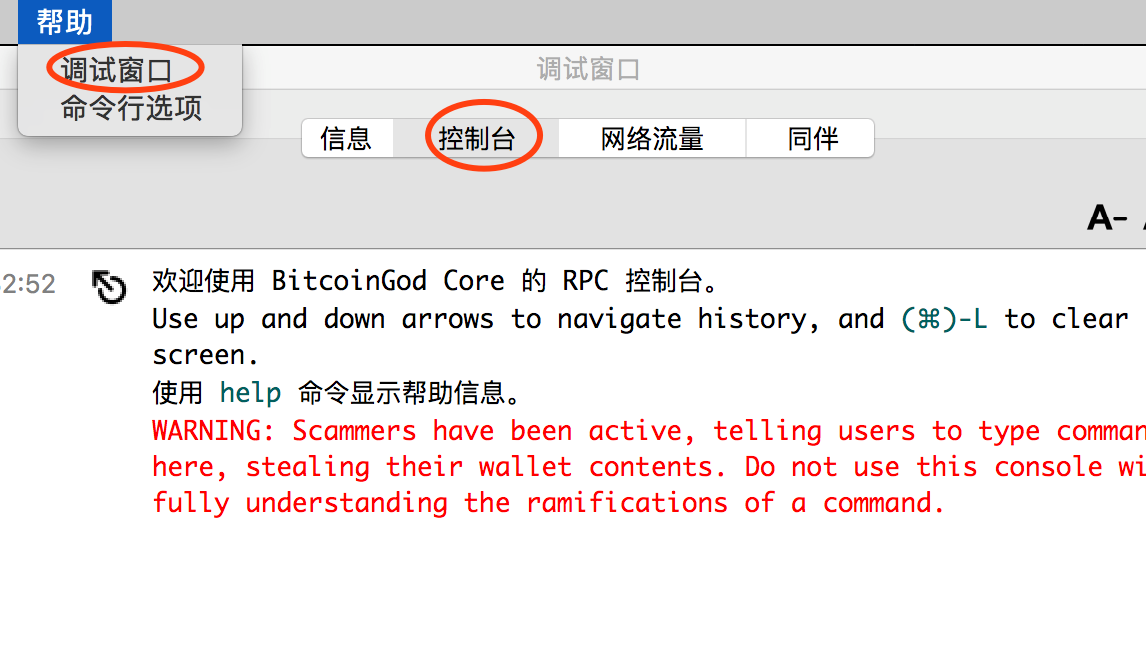 帮助
调试窗口
命令行选项
调试窗口
信息 控制台 网络流量 同伴
A-
2:52
欢迎使用 BitcoinGod Core 的 RPC 控制台。
Use up and down arrows to navigate history, and (⌘)-L to clear
screen.
使用 help 命令显示帮助信息。
WARNING: Scammers have been active, telling users to type
here, stealing their wallet contents. Do not use this console
fully understanding the ramifications of a command.